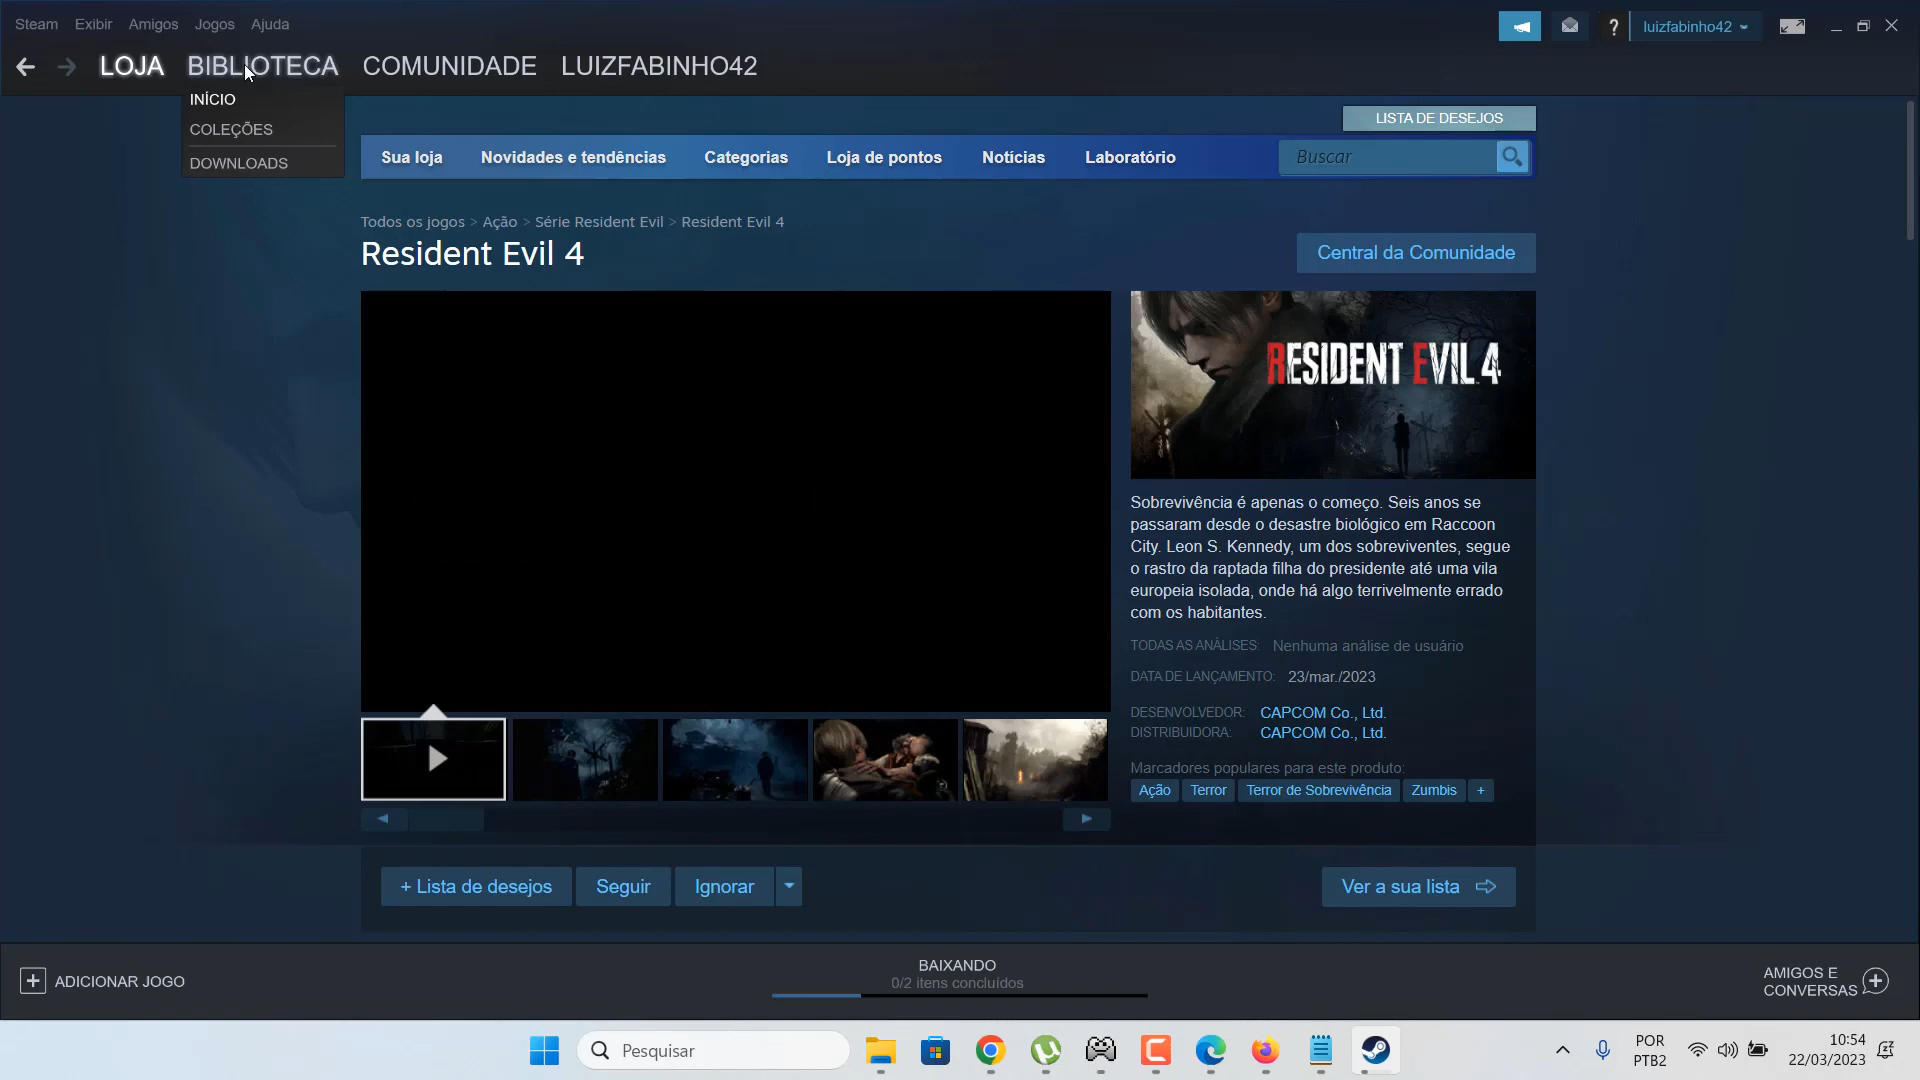 Steam Exibir Amigos Jogos Ajuda
luizfabinho42
LOJA BIBLIOTECA COMUNIDADE LUIZFABINHO42
INÍCIO
COLEÇÕES
DOWNLOADS
LISTA DE DESEJOS
Sua loja Novidades e tendências Categorias Loja de pontos Notícias Laboratório Buscar
Todos os jogos > Ação > Série Resident Evil > Resident Evil 4
Resident Evil 4
Central da Comunidade
RESIDENT EVIL 4
Sobrevivência é apenas o começo. Seis anos se
passaram desde o desastre biológico em Raccoon
City. Leon S. Kennedy, um dos sobreviventes, segue
o rastro da raptada filha do presidente até uma vila
europeia isolada, onde há algo terrivelmente errado
com os habitantes.
TODAS AS ANÁLISES: Nenhuma análise de usuário
DATA DE LANÇAMENTO: 23/mar./2023
DESENVOLVEDOR: CAPCOM Co., Ltd.
DISTRIBUIDORA: CAPCOM Co., Ltd.
Marcadores populares para este produto:
Ação Terror Terror de Sobrevivência Zumbis +
+ Lista de desejos Seguir Ignorar
Ver a sua lista
ADICIONAR JOGO
BAIXANDO
0/2 itens concluídos
AMIGOS E
CONVERSAS
Pesquisar
POR
PTB2
10:54
22/03/2023